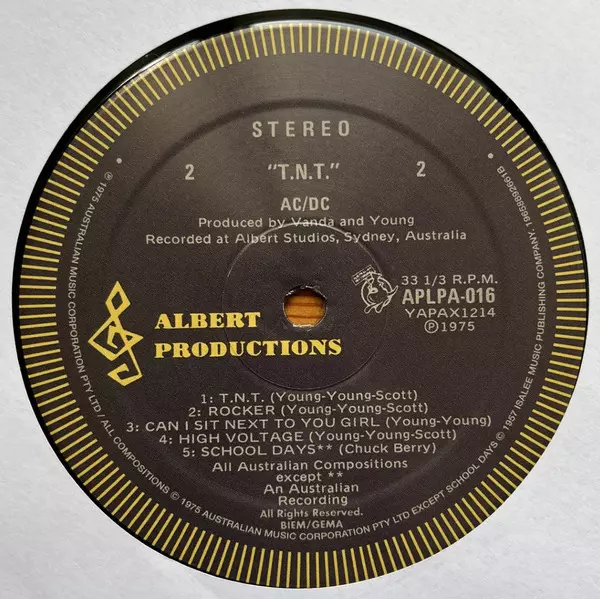 STEREO
2 "T.N.T." 2
AC/DC
Produced by Vanda and Young
Recorded at Albert Studios, Sydney, Australia
33 1/3 R.P.M.
APLPA-016
YAPAX1214
Ⓟ1975
ALBERT
PRODUCTIONS
1: T.N.T. (Young-Young-Scott)
2: ROCKER (Young-Young-Scott)
3: CAN I SIT NEXT TO YOU GIRL (Young-Young)
4: HIGH VOLTAGE (Young-Young-Scott)
5: SCHOOL DAYS** (Chuck Berry)
All Australian Compositions
except **
An Australian
Recording
All Rights Reserved.
BIEM/GEMA
Ⓟ 1975 AUSTRALIAN MUSIC CORPORATION PTY LTD / ALL COMPOSITIONS © 1975 AUSTRALIAN MUSIC CORPORATION PTY LTD EXCEPT SCHOOL DAYS © 1957 ISALEE MUSIC PUBLISHING COMPANY. 19658892661B